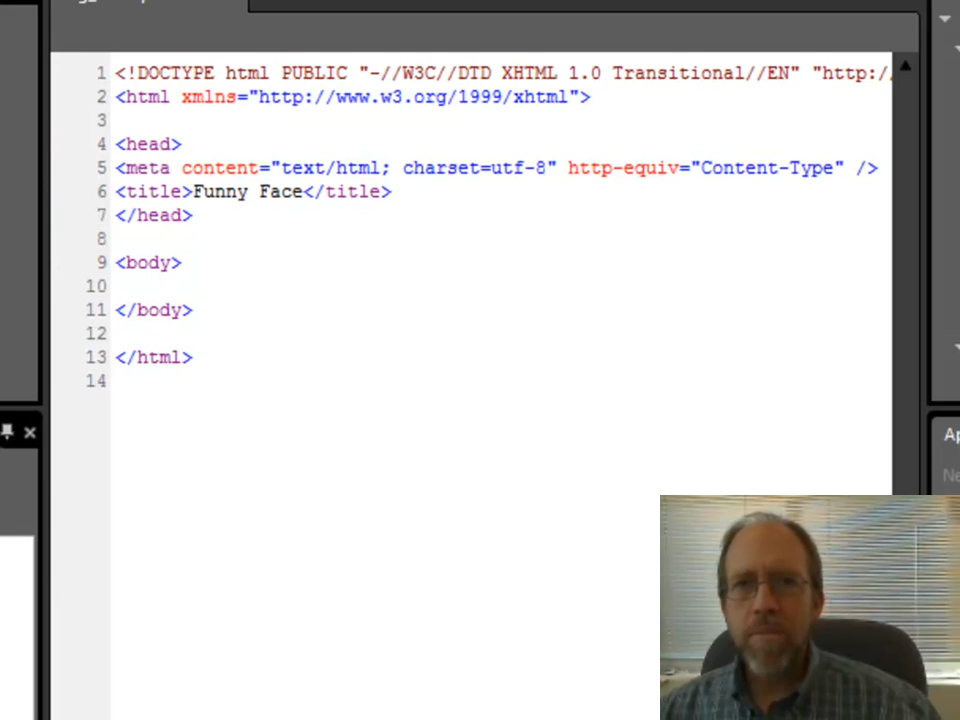 1 <!DOCTYPE html PUBLIC "-//W3C//DTD XHTML 1.0 Transitional//EN" "http:/
2 <html xmlns="http://www.w3.org/1999/xhtml">
3
4 <head>
5 <meta content="text/html; charset=utf-8" http-equiv="Content-Type" />
6 <title>Funny Face</title>
7 </head>
8
9 <body>
10
11 </body>
12
13 </html>
14
Ap
Ne